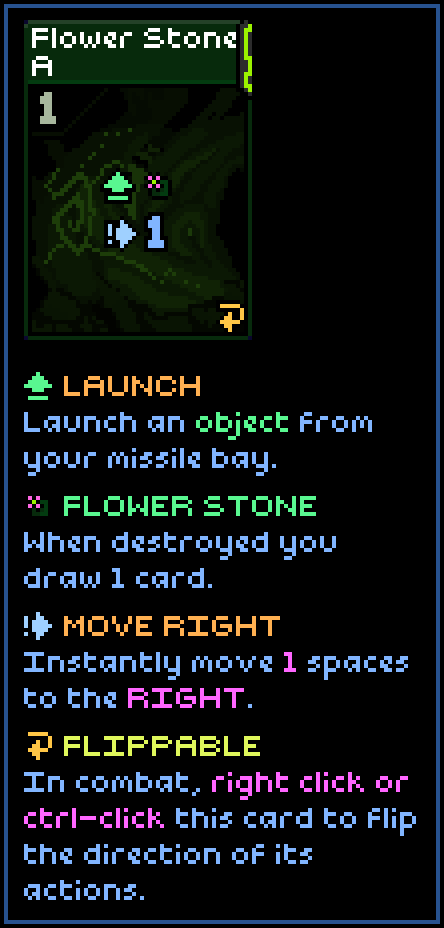 Flower Stone
A
1
1
LAUNCH
Launch an object from
your missile bay.
FLOWER STONE
When destroyed you
draw 1 card.
MOVE RIGHT
Instantly move 1 spaces
to the RIGHT.
FLIPPABLE
In combat, right click or
ctrl-click this card to flip
the direction of its
actions.